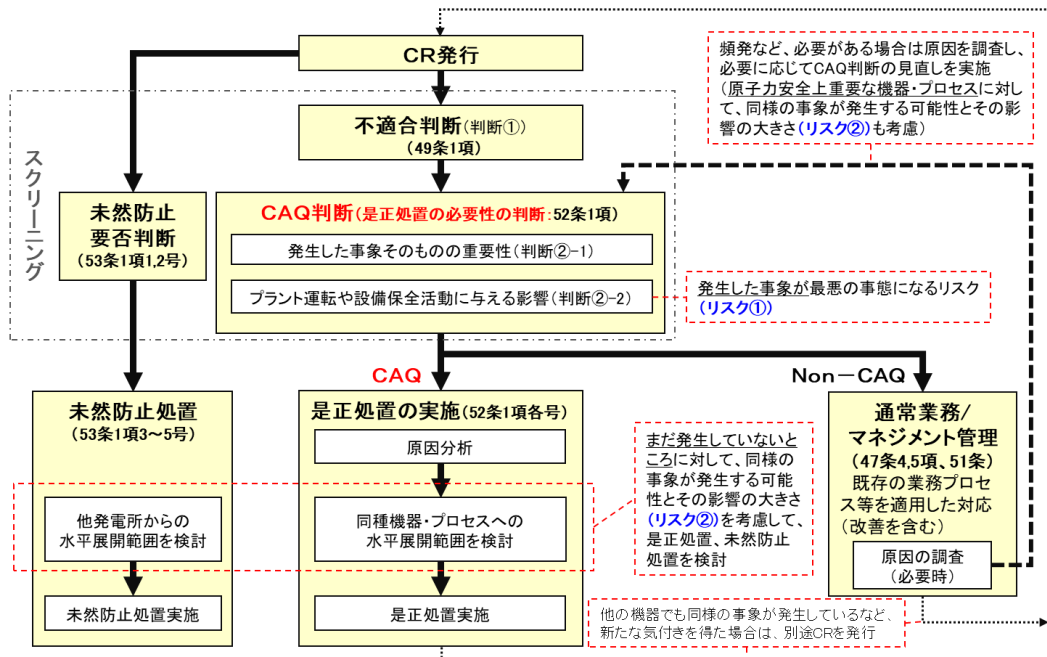 CR発行
頻発など、必要がある場合は原因を調査し、
必要に応じてCAQ判断の見直しを実施
（原子力安全上重要な機器・プロセスに対し
て、同様の事象が発生する可能性とその影
響の大きさ（リスク②）も考慮）
スクリーニング
不適合判断（判断①）
（49条1項）
未然防止
要否判断
（53条1項1,2号）
CAQ判断（是正処置の必要性の判断：52条1項）
発生した事象そのものの重要性（判断②-1）
プラント運転や設備保全活動に与える影響（判断②-2）
発生した事象が最悪の事態になるリスク
（リスク①）
CAQ
Non－CAQ
未然防止処置
（53条1項3～5号）
他発電所からの
水平展開範囲を検討
未然防止処置実施
是正処置の実施（52条1項各号）
原因分析
同種機器・プロセスへの
水平展開範囲を検討
是正処置実施
まだ発生していないと
ころに対して、同様の
事象が発生する可能
性とその影響の大きさ
（リスク②）を考慮して、
是正処置、未然防止
処置を検討
通常業務/
マネジメント管理
（47条4,5項、51条）
既存の業務プロセ
ス等を適用した対応
（改善を含む）
原因の調査
（必要時）
他の機器でも同様の事象が発生しているなど、
新たな気付きを得た場合は、別途CRを発行